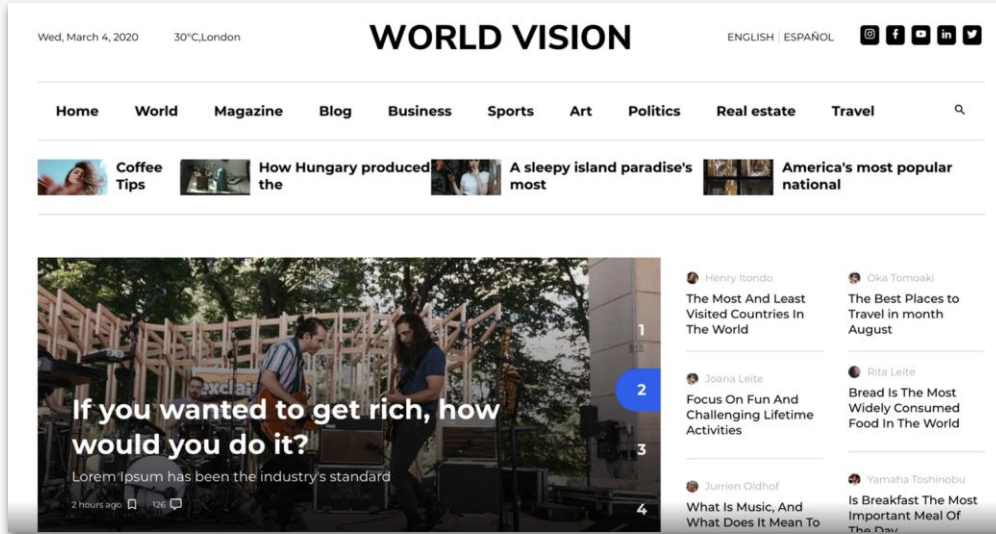 Wed, March 4, 2020 30°C,London
WORLD VISION
ENGLISH ESPAÑOL
Home World Magazine Blog Business Sports Art Politics Real estate Travel
Coffee
Tips
How Hungary produced
the
A sleepy island paradise's
most
America's most popular
national
exclai
If you wanted to get rich, how
would you do it?
Lorem Ipsum has been the industry's standard
2 hours ago 126
1
2
3
4
Henry Itondo
The Most And Least
Visited Countries In
The World
Oka Tomoaki
The Best Places to
Travel in month
August
Joana Leite
Focus On Fun And
Challenging Lifetime
Activities
Rita Leite
Bread Is The Most
Widely Consumed
Food In The World
Jurrien Oldhof
What Is Music, And
What Does It Mean To
Yamaha Toshinobu
Is Breakfast The Most
Important Meal Of
The Day